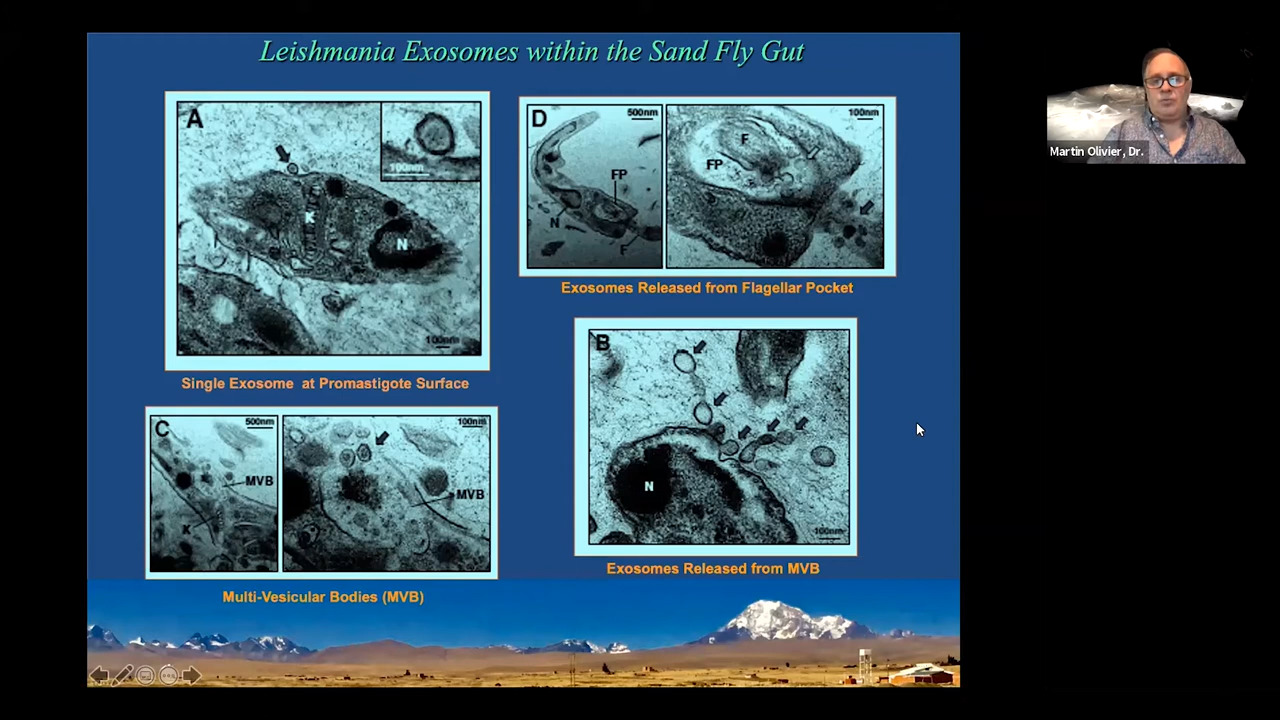 Leishmania Exosomes within the Sand Fly Gut
A
100nm
K
N
100nm
Single Exosome at Promastigote Surface
D
500nm
FP
N
F
100nm
F
FP
Exosomes Released from Flagellar Pocket
C
500nm
MVB
K
100nm
MVB
Multi-Vesicular Bodies (MVB)
B
N
100nm
Exosomes Released from MVB
Martin Olivier, Dr.